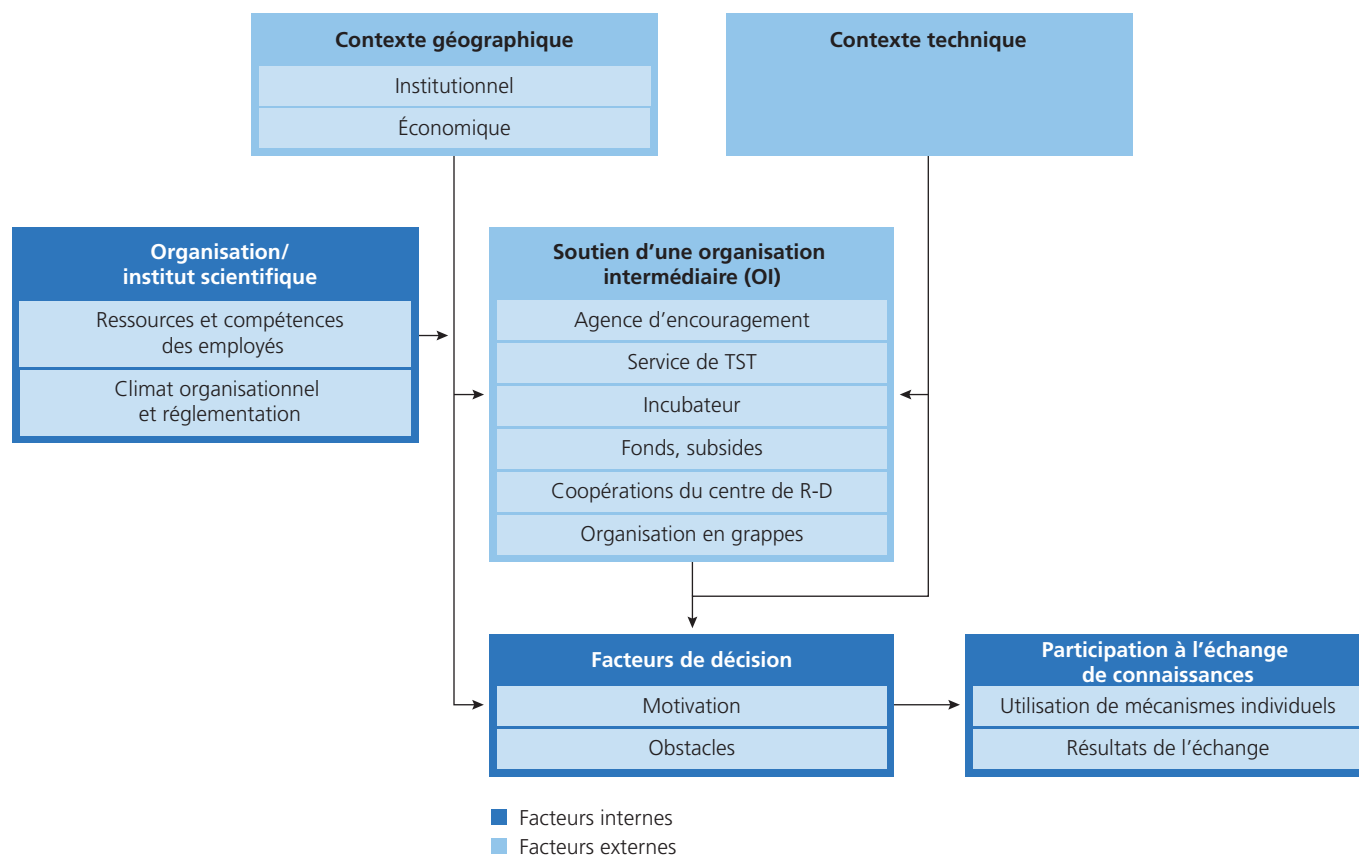 Contexte géographique
Institutionnel
Économique
Contexte technique
Organisation/
institut scientifique
Ressources et compétences
des employés
Climat organisationnel
et réglementation
Soutien d'une organisation
intermédiaire (OI)
Agence d'encouragement
Service de TST
Incubateur
Fonds, subsides
Coopérations du centre de R-D
Organisation en grappes
Facteurs de décision
Motivation
Obstacles
Participation à l'échange
de connaissances
Utilisation de mécanismes individuels
Résultats de l'échange
Facteurs internes
Facteurs externes